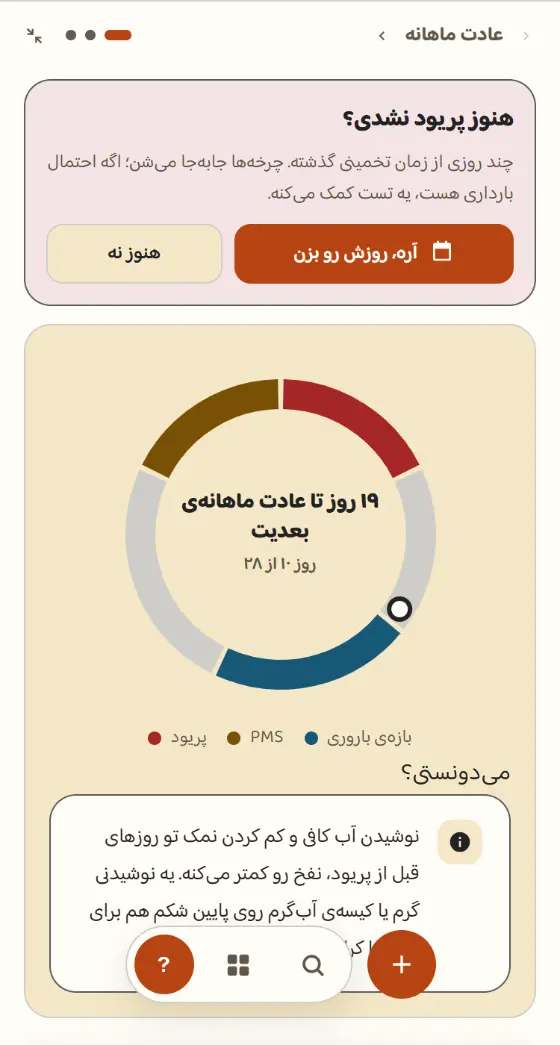 عادت ماهانه
هنوز پریود نشدی؟
چند روزی از زمان تخمینی گذشته. چرخه‌ها جابه‌جا می‌شن؛ اگه احتمال
بارداری هست، یه تست کمک می‌کنه.
آره، روزش رو بزن
هنوز نه
۱۹ روز تا عادت ماهانه‌ی
بعدیت
روز ۱۰ از ۲۸
بازه‌ی باروری
PMS
پریود
می‌دونستی؟
نوشیدن آب کافی و کم کردن نمک تو روزهای
قبل از پریود، نفخ رو کمتر می‌کنه. یه نوشیدنی
گرم یا کیسه‌ی آب‌گرم روی پایین شکم هم برای
?